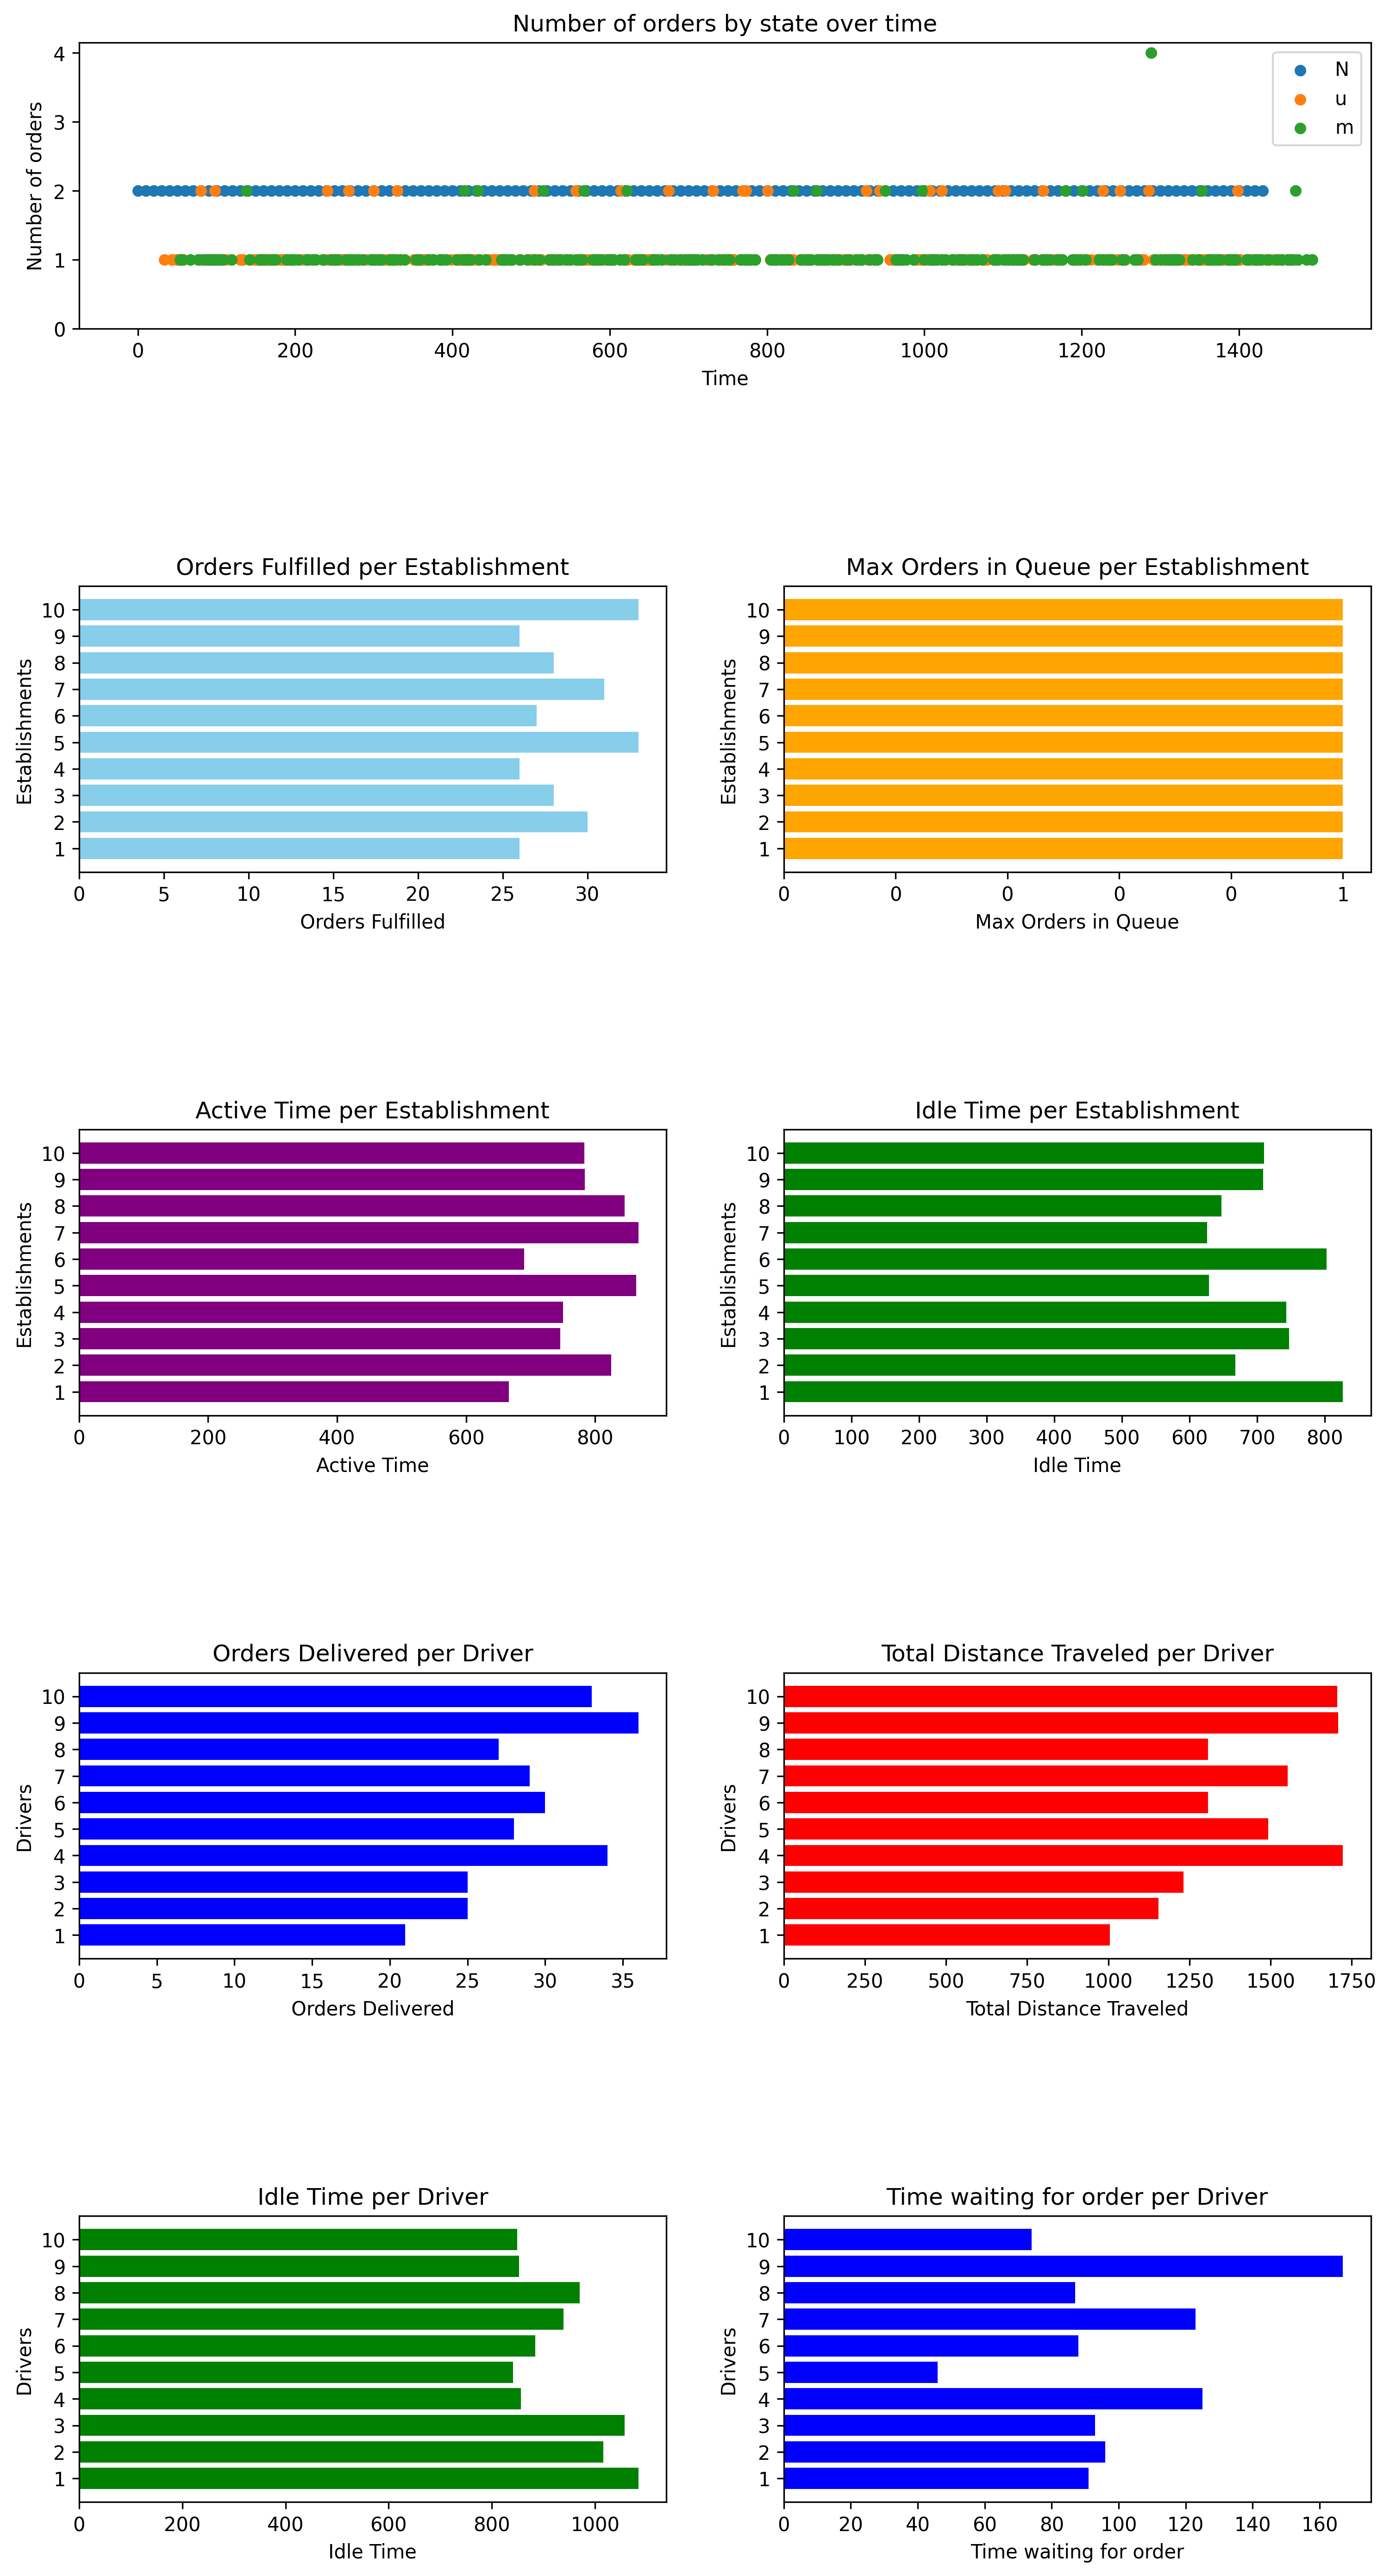 Number of orders by state over time
Number of orders
4
3
2
1
0
N
u
m
0 200 400 600 800 1000 1200 1400
Time
Orders Fulfilled per Establishment
Establishments
10
9
8
7
6
5
4
3
2
1
0 5 10 15 20 25 30
Orders Fulfilled
Max Orders in Queue per Establishment
Establishments
10
9
8
7
6
5
4
3
2
1
0 0 0 0 0 1
Max Orders in Queue
Active Time per Establishment
Establishments
10
9
8
7
6
5
4
3
2
1
0 200 400 600 800
Active Time
Idle Time per Establishment
Establishments
10
9
8
7
6
5
4
3
2
1
0 100 200 300 400 500 600 700 800
Idle Time
Orders Delivered per Driver
Drivers
10
9
8
7
6
5
4
3
2
1
0 5 10 15 20 25 30 35
Orders Delivered
Total Distance Traveled per Driver
Drivers
10
9
8
7
6
5
4
3
2
1
0 250 500 750 1000 1250 1500 1750
Total Distance Traveled
Idle Time per Driver
Drivers
10
9
8
7
6
5
4
3
2
1
0 200 400 600 800 1000
Idle Time
Time waiting for order per Driver
Drivers
10
9
8
7
6
5
4
3
2
1
0 20 40 60 80 100 120 140 160
Time waiting for order